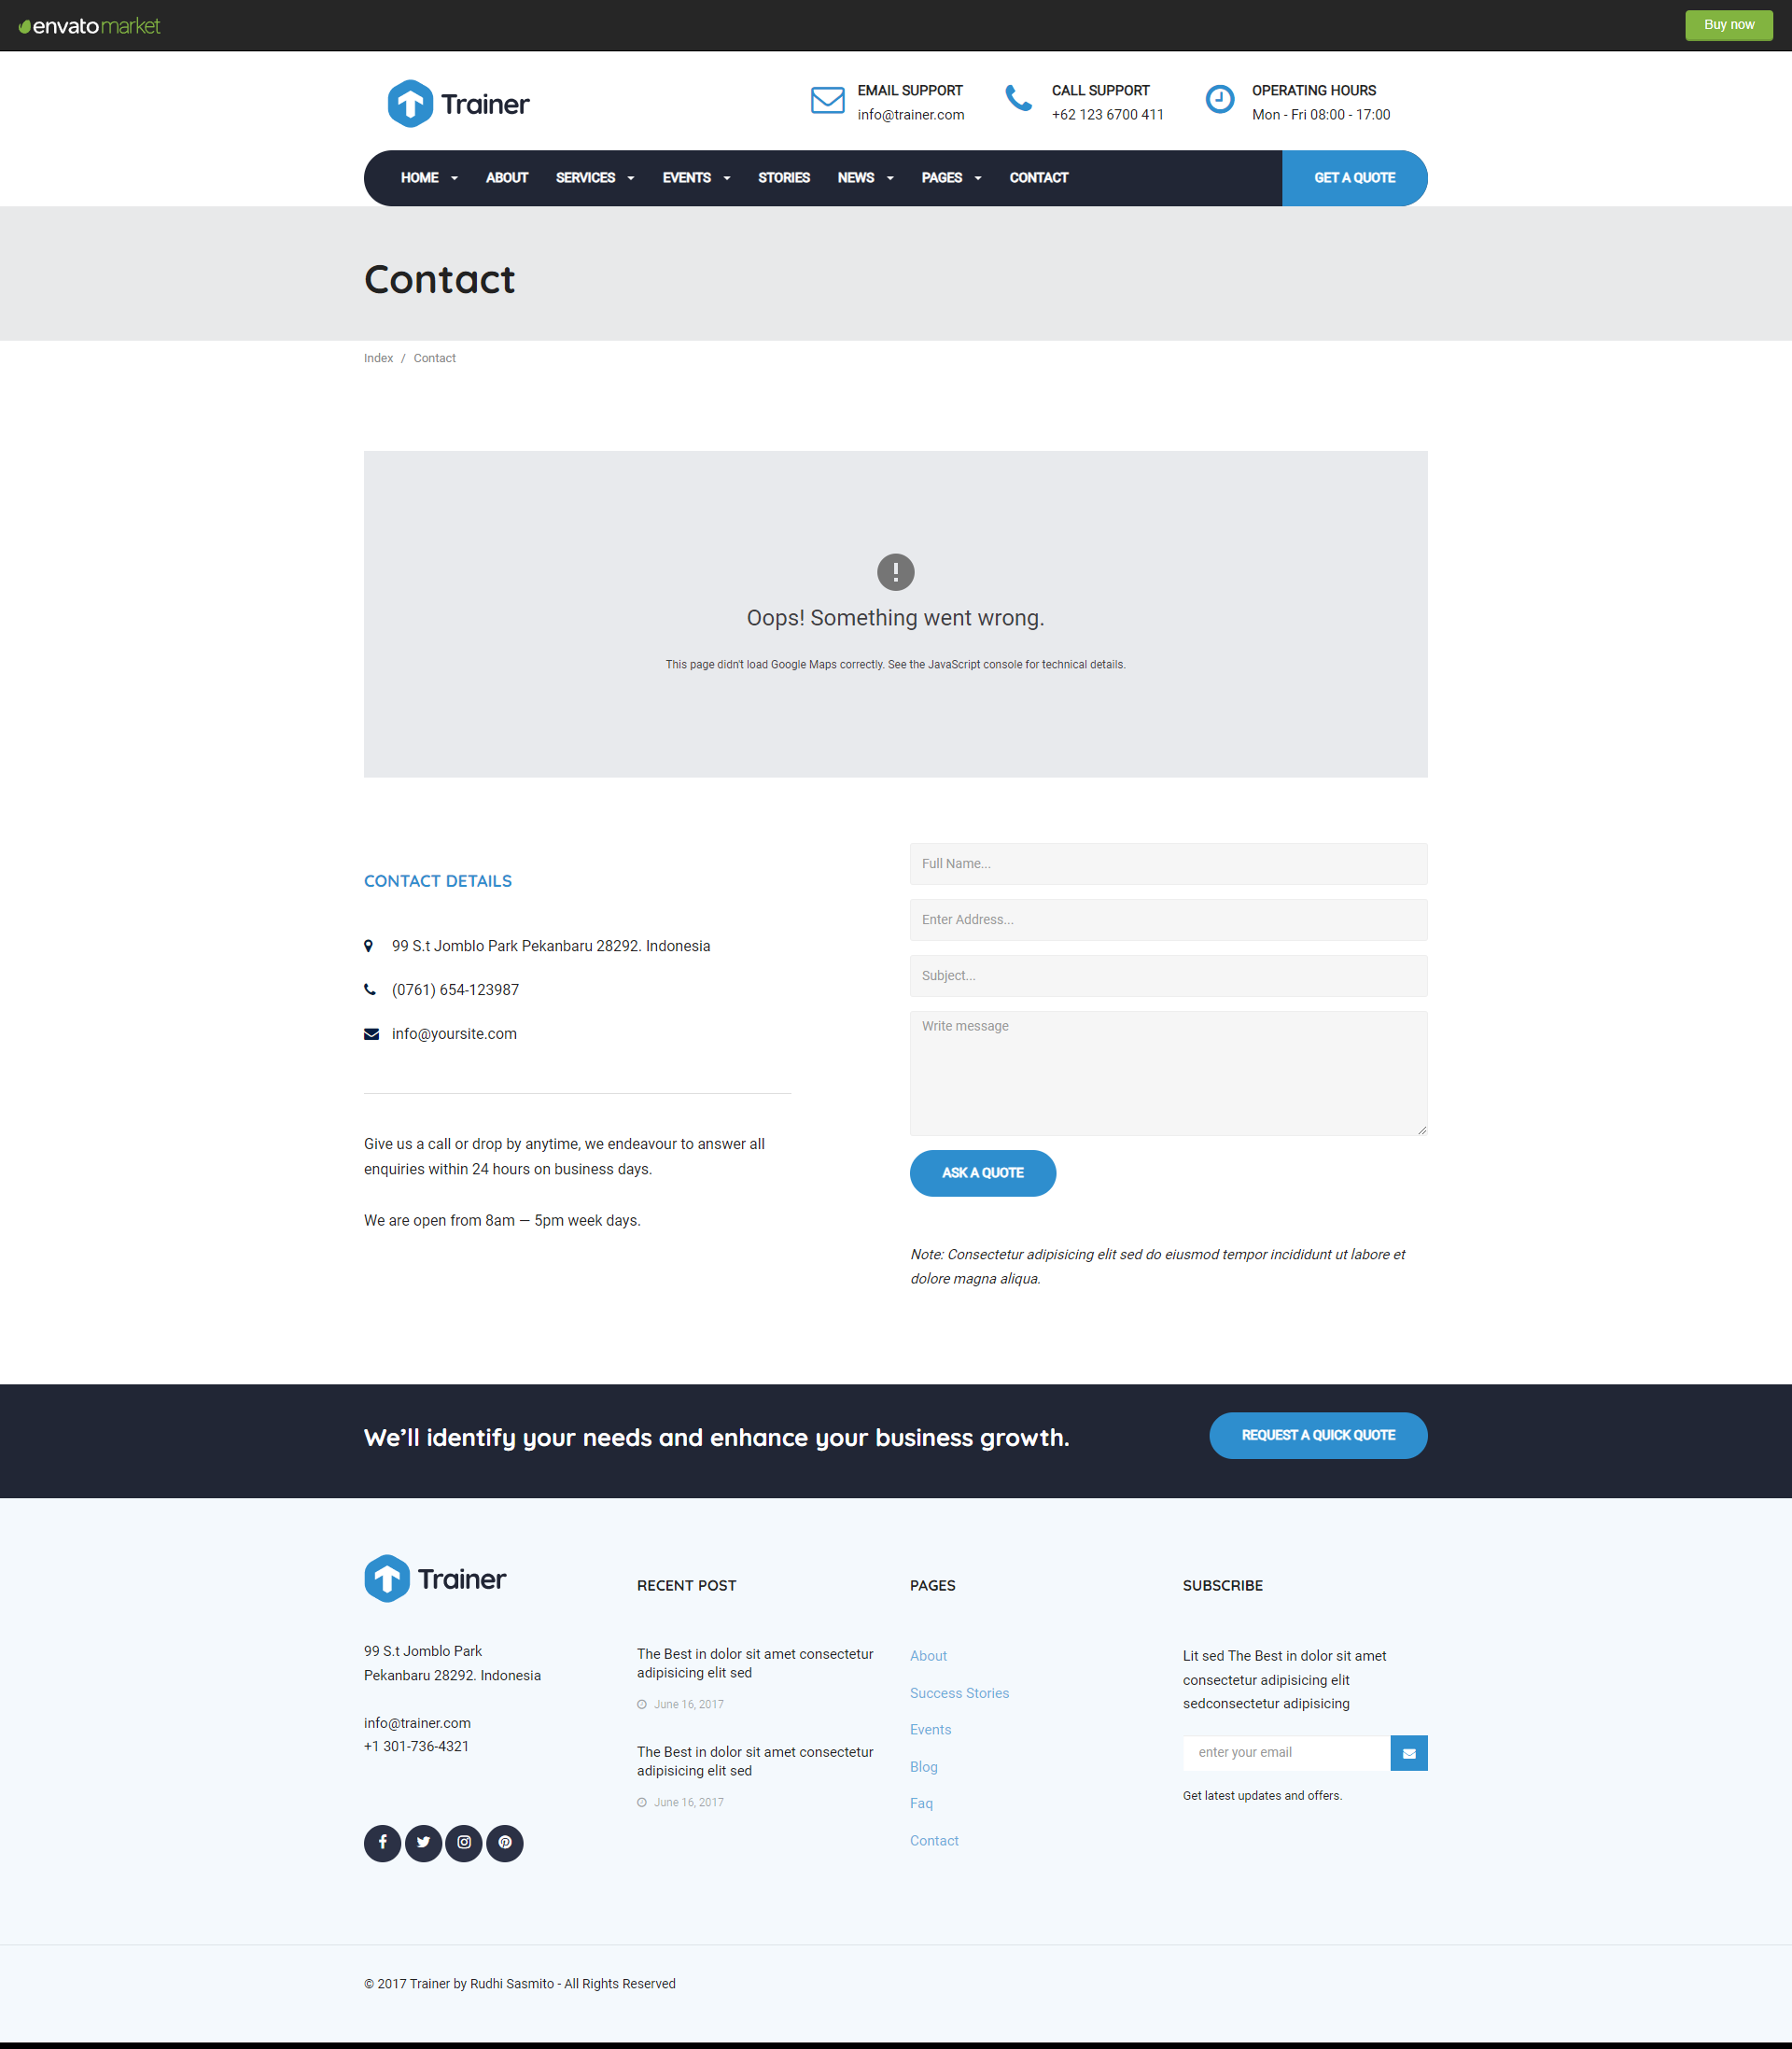 envatomarket
Buy now
Trainer
EMAIL SUPPORT
info@trainer.com
CALL SUPPORT
+62 123 6700 411
OPERATING HOURS
Mon - Fri 08:00 - 17:00
HOME ABOUT SERVICES EVENTS STORIES NEWS PAGES CONTACT GET A QUOTE
Contact
Index / Contact
Oops! Something went wrong.
This page didn't load Google Maps correctly. See the JavaScript console for technical details.
CONTACT DETAILS
99 S.t Jomblo Park Pekanbaru 28292. Indonesia
(0761) 654-123987
info@yoursite.com
Give us a call or drop by anytime, we endeavour to answer all
enquiries within 24 hours on business days.
We are open from 8am — 5pm week days.
Full Name...
Enter Address...
Subject...
Write message
ASK A QUOTE
Note: Consectetur adipisicing elit sed do eiusmod tempor incididunt ut labore et
dolore magna aliqua.
We’ll identify your needs and enhance your business growth.
REQUEST A QUICK QUOTE
Trainer
99 S.t Jomblo Park
Pekanbaru 28292. Indonesia
info@trainer.com
+1 301-736-4321
RECENT POST
The Best in dolor sit amet consectetur
adipisicing elit sed
June 16, 2017
The Best in dolor sit amet consectetur
adipisicing elit sed
June 16, 2017
PAGES
About
Success Stories
Events
Blog
Faq
Contact
SUBSCRIBE
Lit sed The Best in dolor sit amet
consectetur adipisicing elit
sedconsectetur adipisicing
enter your email
Get latest updates and offers.
© 2017 Trainer by Rudhi Sasmito - All Rights Reserved